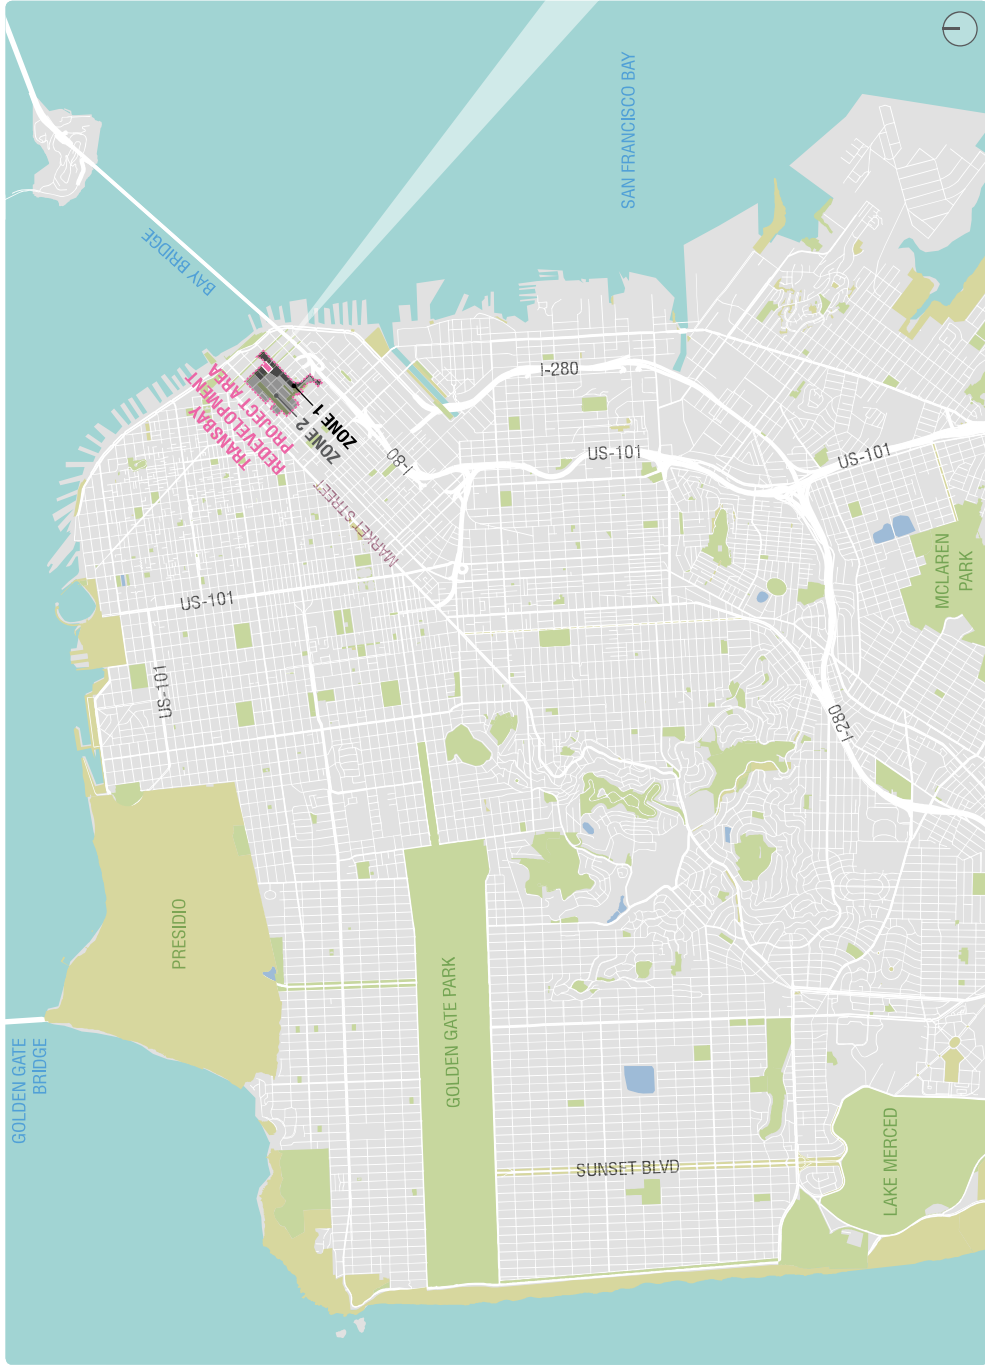 SAN FRANCISCO BAY
BAY BRIDGE
TRANSBAY
REDEVELOPMENT
PROJECT AREA
ZONE 1
ZONE 2
I-280
I-80
US-101
US-101
MARKET STREET
MCLAREN
PARK
US-101
US-101
I-280
PRESIDIO
GOLDEN GATE PARK
GOLDEN GATE
BRIDGE
SUNSET BLVD
LAKE MERCED